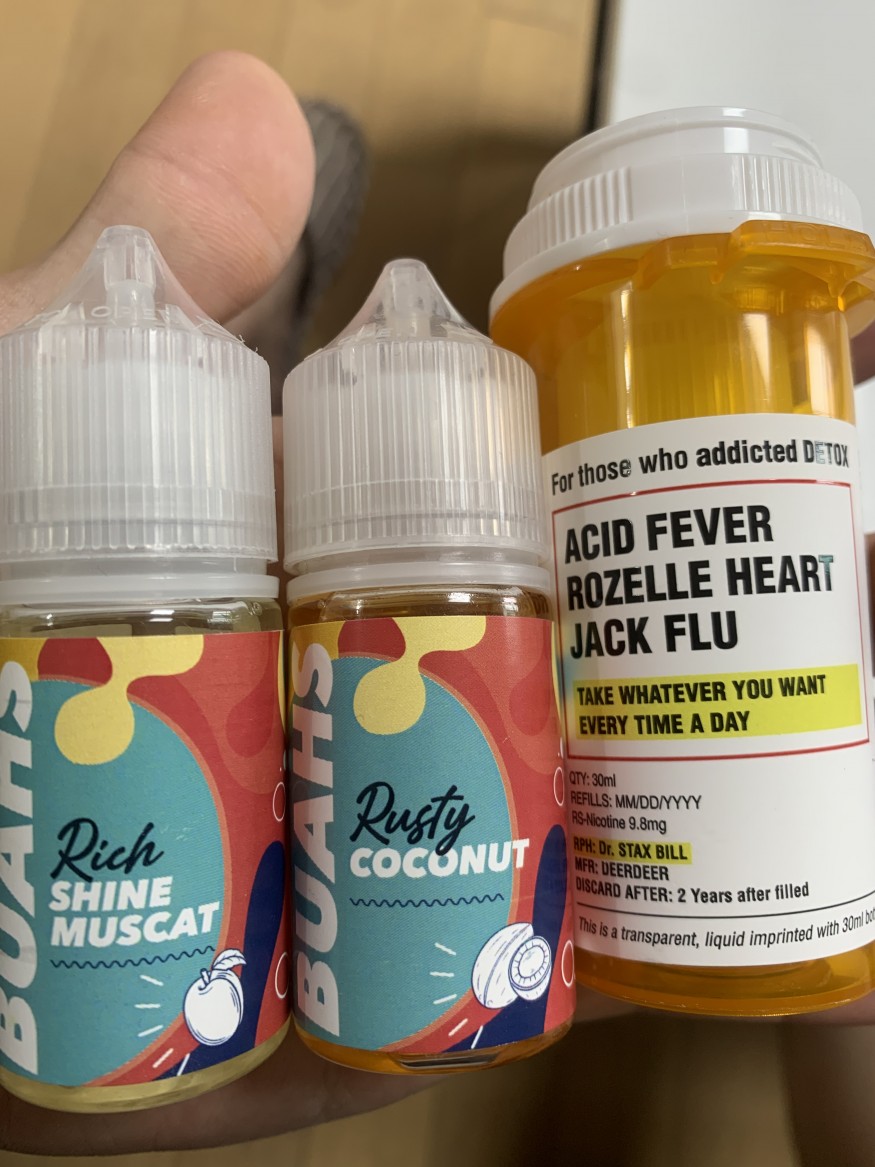 BUAHS
Rich
SHINE
MUSCAT
BUAHS
Rusty
COCONUT
For those who addicted DETOX
ACID FEVER
ROZELLE HEART
JACK FLU
TAKE WHATEVER YOU WANT
EVERY TIME A DAY
QTY: 30ml
REFILLS: MM/DD/YYYY
RS-Nicotine 9.8mg
RPH: Dr. STAX BILL
MFR: DEERDEER
DISCARD AFTER: 2 Years after filled
This is a transparent, liquid imprinted with 30ml